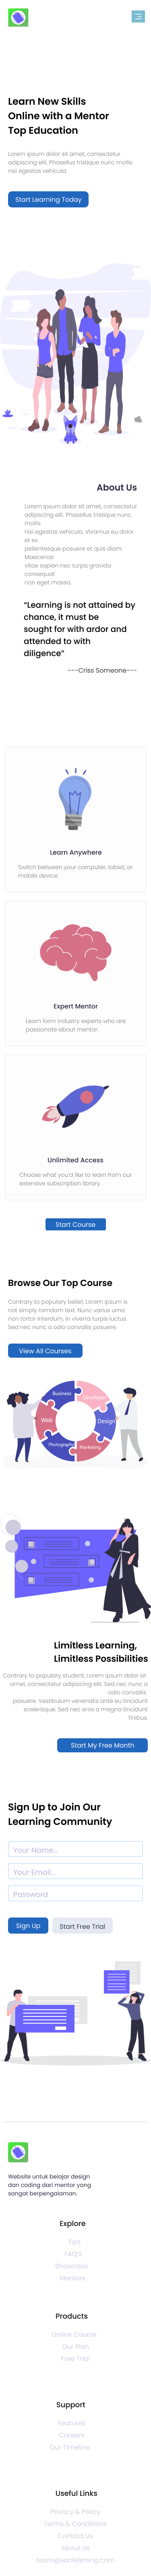 Learn New Skills
Online with a Mentor
Top Education
Lorem ipsum dolor sit amet, consectetur
adipiscing elit. Phasellus tristique nunc mollis
nisi egestas vehicula.
Start Learning Today
About Us
Lorem ipsum dolor sit amet, consectetur
adipiscing elit. Phasellus tristique nunc
mollis
nisi egestas vehicula. Vivamus eu dolor
et ex
pellentesque posuere et quis diam.
Maecenas
vitae sapien nec turpis gravida
consequat
non eget massa.
“Learning is not attained by
chance, it must be
sought for with ardor and
attended to with
diligence”
---Criss Someone---
Learn Anywhere
Switch between your computer, tablet, or
mobile device.
Expert Mentor
Learn form industry experts who are
passionate about mentor.
Unlimited Access
Choose what you'd like to learn from our
extensive subscription library.
Start Course
Browse Our Top Course
Contrary to popular belief, Lorem Ipsum is
not simply random text, Nunc varius urna
non tortor interdum, in viverra turpis luctus.
Sed nec nunc a odio convallis posuere.
View All Courses
Business
Developer
Web
Design
Photograph
Marketing
Limitless Learning,
Limitless Possibilities
Contrary to populary student, Lorem ipsum dolor sit
amet, consectetur adipiscing elit. Sed nec nunc a
odio convallis
posuere. Vestibulum venenatis ante eu tincidunt
scelerisque. Sed nec eros a magna tincidunt
finibus.
Start My Free Month
Sign Up to Join Our
Learning Community
Your Name...
Your Email...
Password
Sign Up
Start Free Trial
Website untuk belajar design
dan coding dari mentor yang
sangat berpengalaman.
Explore
Tips
FAQ's
Showcase
Mentors
Products
Online Course
Our Plan
Free Trial
Support
Features
Careers
Our Timeline
Useful Links
Privacy & Policy
Terms & Conditions
Contact Us
About Us